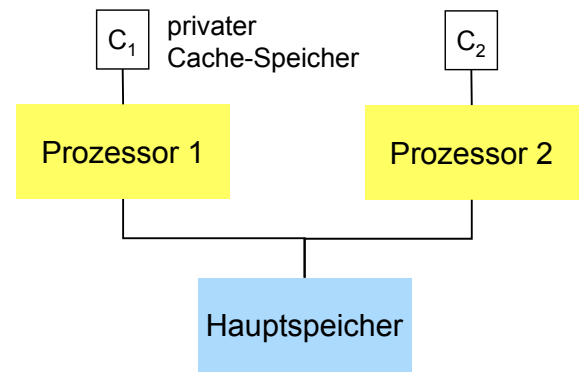 C₁
privater
Cache-Speicher
C₂
Prozessor 1
Prozessor 2
Hauptspeicher